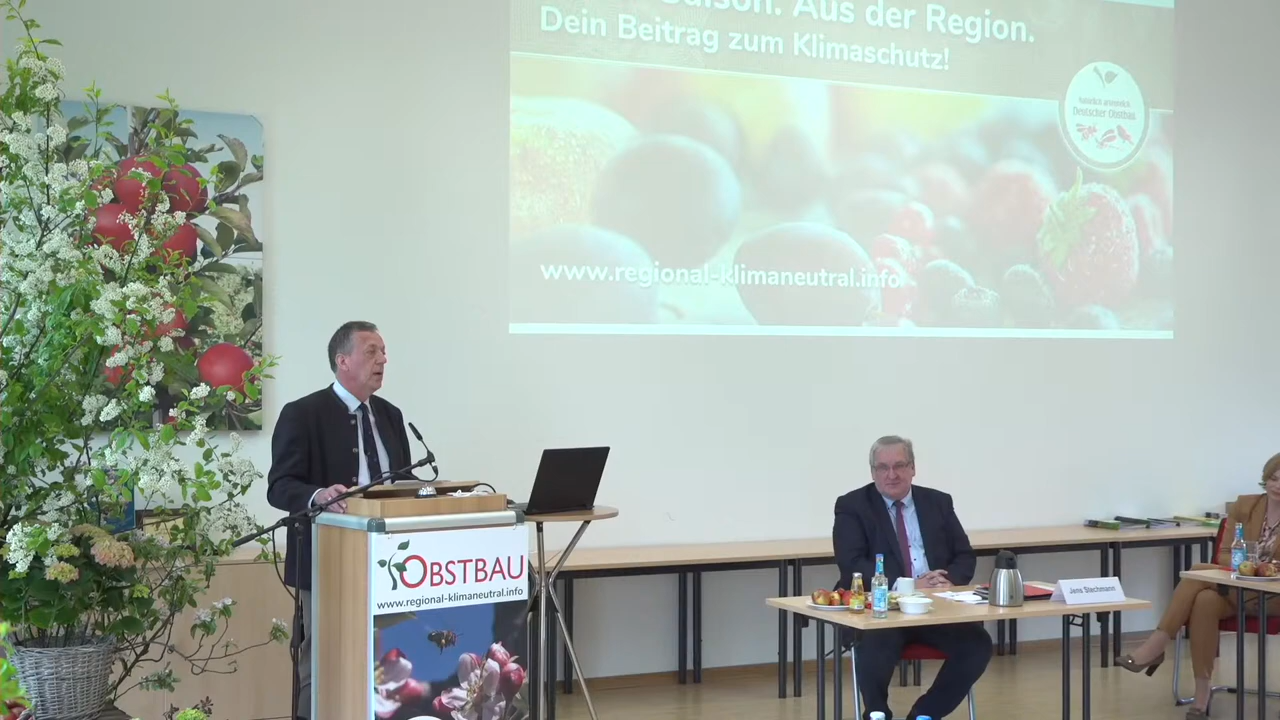 Saison. Aus der Region.
Dein Beitrag zum Klimaschutz!
Deutscher Obstbau
www.regional-klimaneutral.info
OBSTBAU
www.regional-klimaneutral.info
Jens Stechmann